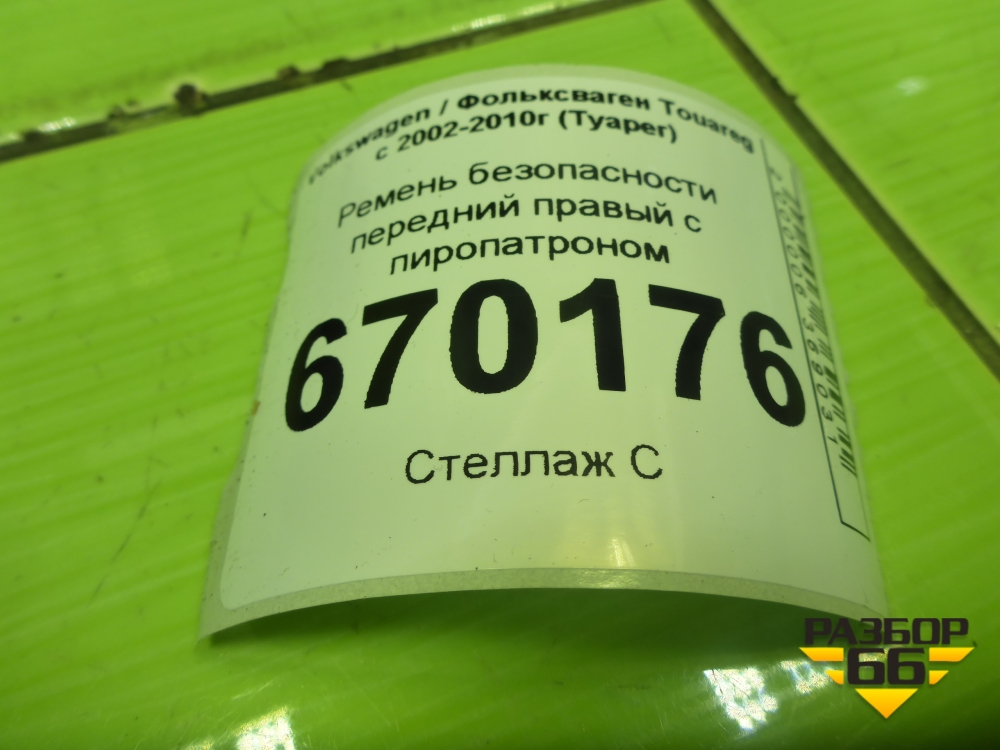 Volkswagen / Фольксваген Touareg
с 2002-2010г (Туарег)
Ремень безопасности
передний правый с
пиропатроном
670176
Стеллаж С
РАЗБОР
66